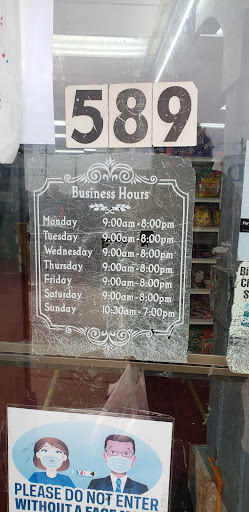 589
Business Hours
Monday 9:00am-8:00pm
Tuesday 9:00am-8:00pm
Wednesday 9:00am-8:00pm
Thursday 9:00am-8:00pm
Friday 9:00am-8:00pm
Saturday 9:00am-8:00pm
Sunday 10:30am-7:00pm
PLEASE DO NOT ENTER
WITHOUT A FACE